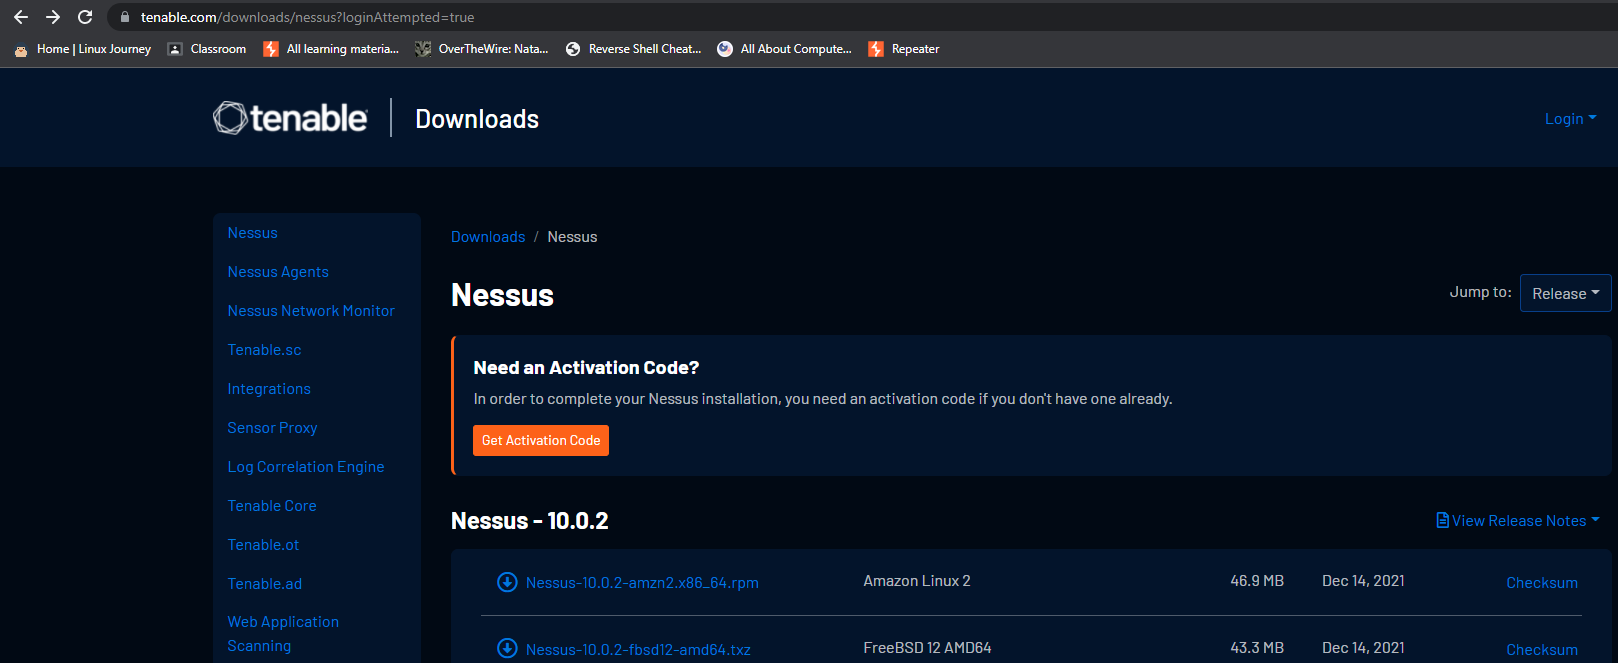 tenable.com/downloads/nessus?loginAttempted=true
Home | Linux Journey
Classroom
All learning materia...
OverTheWire: Nata...
Reverse Shell Cheat...
All About Compute...
Repeater
tenable
Downloads
Login
Nessus
Nessus Agents
Nessus Network Monitor
Tenable.sc
Integrations
Sensor Proxy
Log Correlation Engine
Tenable Core
Tenable.ot
Tenable.ad
Web Application
Scanning
Downloads / Nessus
Nessus
Jump to: Release
Need an Activation Code?
In order to complete your Nessus installation, you need an activation code if you don't have one already.
Get Activation Code
Nessus - 10.0.2
View Release Notes
Nessus-10.0.2-amzn2.x86_64.rpm Amazon Linux 2 46.9 MB Dec 14, 2021 Checksum
Nessus-10.0.2-fbsd12-amd64.txz FreeBSD 12 AMD64 43.3 MB Dec 14, 2021 Checksum